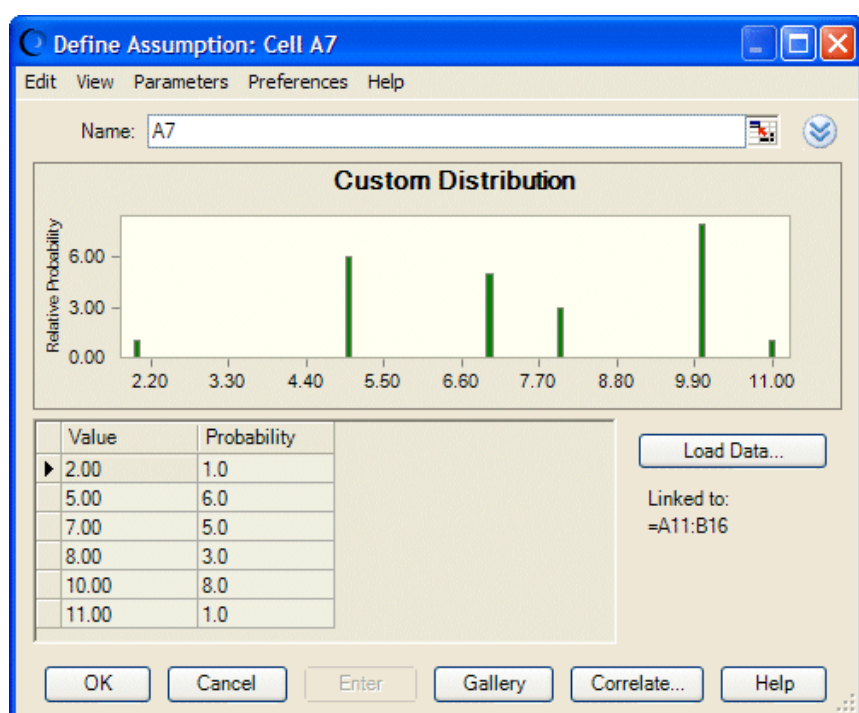 Define Assumption: Cell A7
Edit View Parameters Preferences Help
Name: A7
Custom Distribution
Relative Probability
6.00
3.00
0.00
2.20 3.30 4.40 5.50 6.60 7.70 8.80 9.90 11.00
Value Probability
2.00 1.0
5.00 6.0
7.00 5.0
8.00 3.0
10.00 8.0
11.00 1.0
Load Data...
Linked to:
=A11:B16
OK Cancel Enter Gallery Correlate... Help